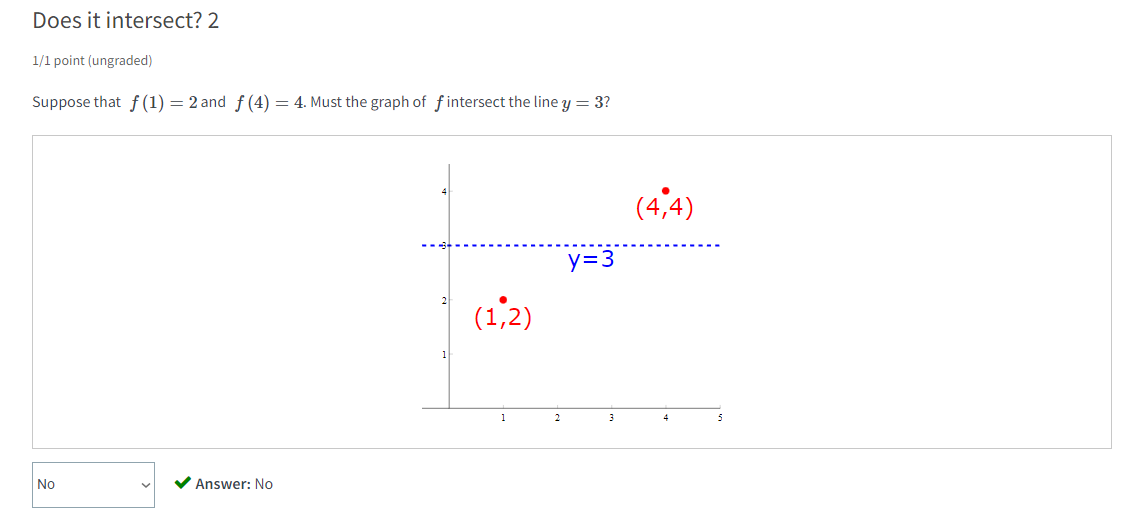 Does it intersect? 2
1/1 point (ungraded)
Suppose that f(1) = 2 and f(4) = 4. Must the graph of f intersect the line y = 3?
4
(4,4)
3
y=3
2
(1,2)
1
1 2 3 4 5
No ✔ Answer: No